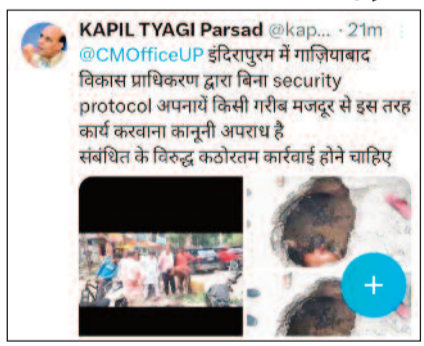 KAPIL TYAGI Parsad @kap... · 21m
@CMOfficeUP इंदिरापुरम में गाज़ियाबाद
विकास प्राधिकरण द्वारा बिना security
protocol अपनायें किसी गरीब मजदूर से इस तरह
कार्य करवाना कानूनी अपराध है
संबंधित के विरुद्ध कठोरतम कार्रवाई होने चाहिए